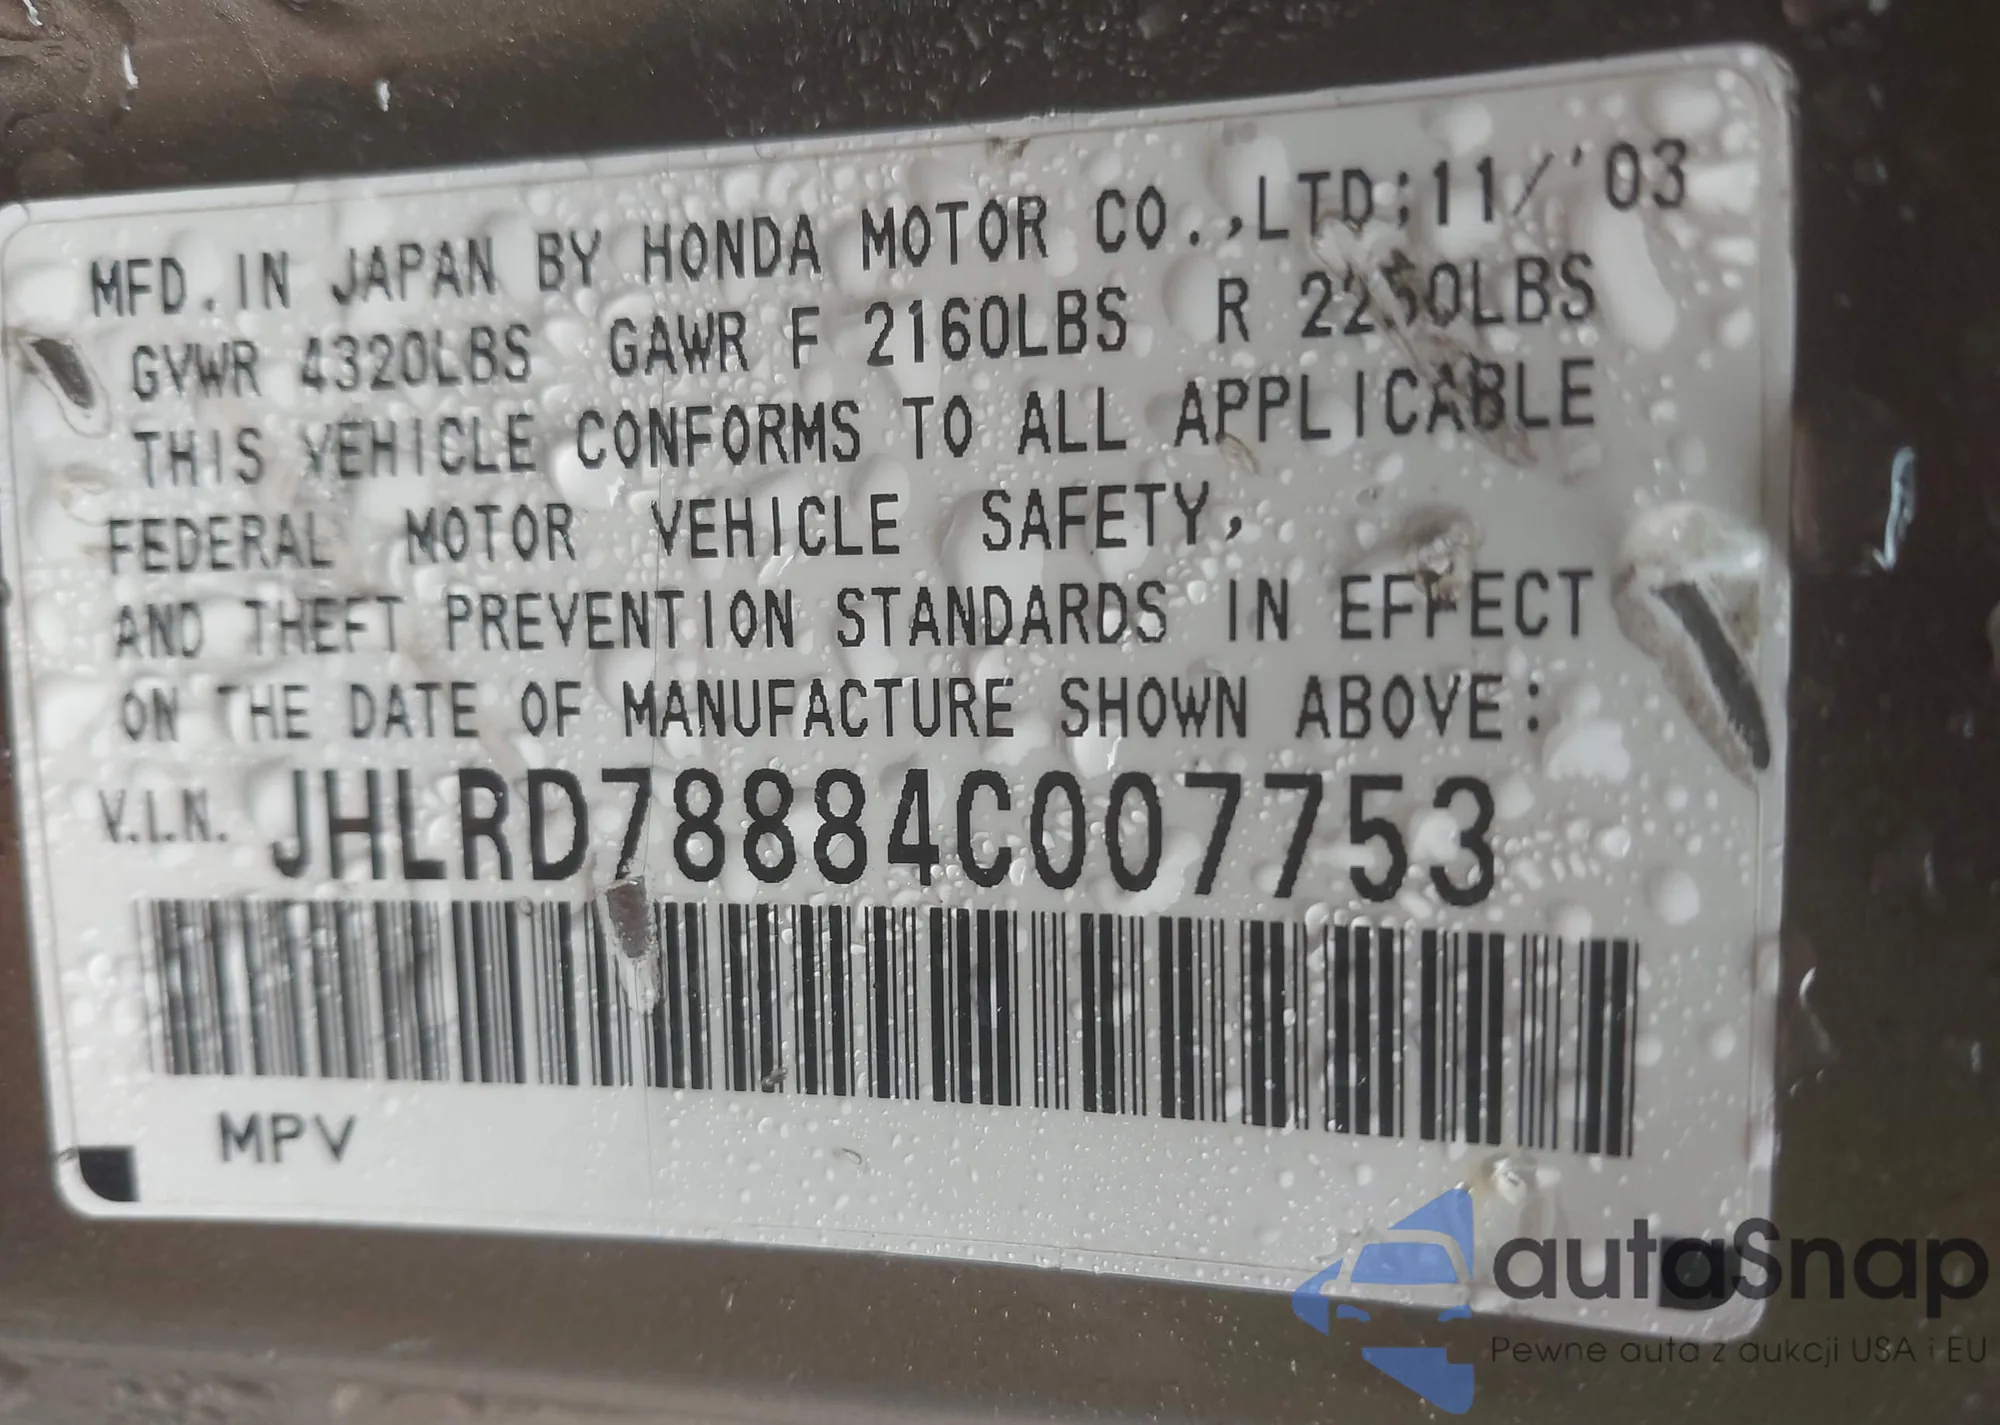 MFD. IN JAPAN BY HONDA MOTOR CO.,LTD;11/'03
GVWR 4320LBS GAWR F 2160LBS R 2250LBS
THIS VEHICLE CONFORMS TO ALL APPLICABLE
FEDERAL MOTOR VEHICLE SAFETY,
AND THEFT PREVENTION STANDARDS IN EFFECT
ON THE DATE OF MANUFACTURE SHOWN ABOVE:
V.I.N. JHLRD78884C007753
MPV
autaSnap
Pewne auta z aukcji USA i EU